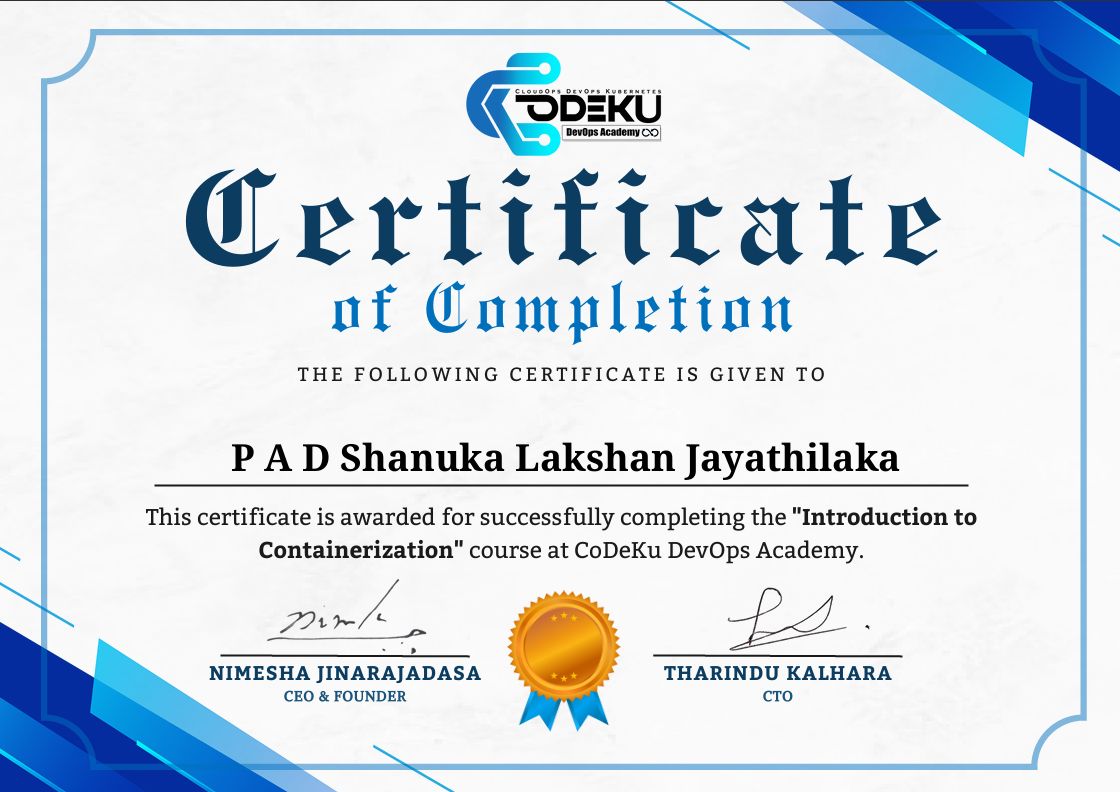 CloudOps DevOps Kubernetes
CODEKU
DevOps Academy
Certificate
of Completion
THE FOLLOWING CERTIFICATE IS GIVEN TO
P A D Shanuka Lakshan Jayathilaka
This certificate is awarded for successfully completing the "Introduction to
Containerization" course at CoDeKu DevOps Academy.
NIMESHA JINARAJADASA
CEO & FOUNDER
THARINDU KALHARA
CTO